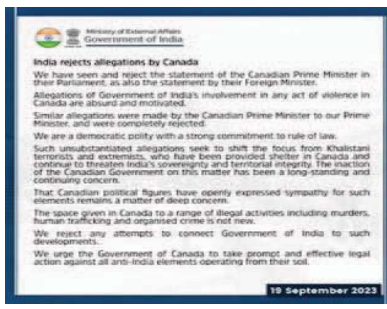 Ministry of External Affairs
Government of India
India rejects allegations by Canada
We have seen and reject the statement of the Canadian Prime Minister in
their Parliament, as also the statement by their Foreign Minister.
Allegations of Government of India's involvement in any act of violence in
Canada are absurd and motivated.
Similar allegations were made by the Canadian Prime Minister to our Prime
Minister, and were completely rejected.
We are a democratic polity with a strong commitment to rule of law.
Such unsubstantiated allegations seek to shift the focus from Khalistani
terrorists and extremists, who have been provided shelter in Canada and
continue to threaten India's sovereignty and territorial integrity. The inaction
of the Canadian Government on this matter has been a long-standing and
continuing concern.
That Canadian political figures have openly expressed sympathy for such
elements remains a matter of deep concern.
The space given in Canada to a range of illegal activities including murders,
human trafficking and organised crime is not new.
We reject any attempts to connect Government of India to such
developments.
We urge the Government of Canada to take prompt and effective legal
action against all anti-India elements operating from their soil.
19 September 2023